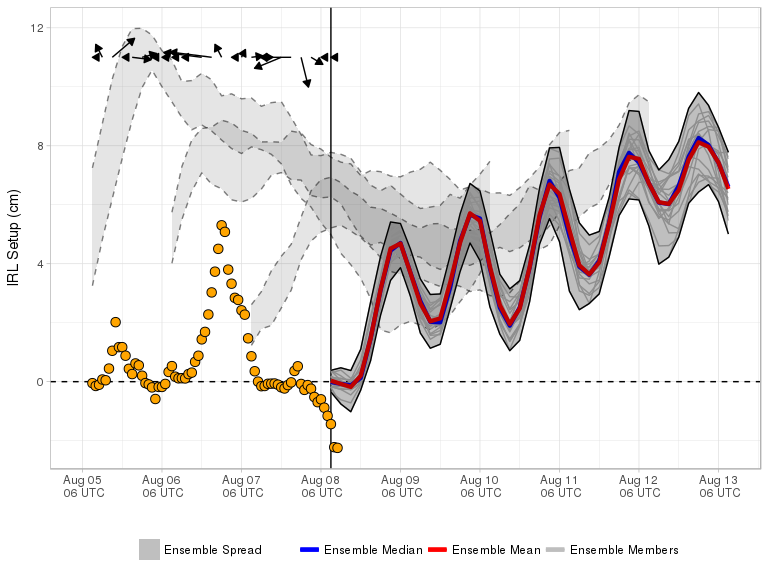 12
8
4
0
IRL Setup (cm)
Aug 05 Aug 06 Aug 07 Aug 08 Aug 09 Aug 10 Aug 11 Aug 12 Aug 13
06 UTC 06 UTC 06 UTC 06 UTC 06 UTC 06 UTC 06 UTC 06 UTC 06 UTC
Ensemble Spread Ensemble Median Ensemble Mean Ensemble Members